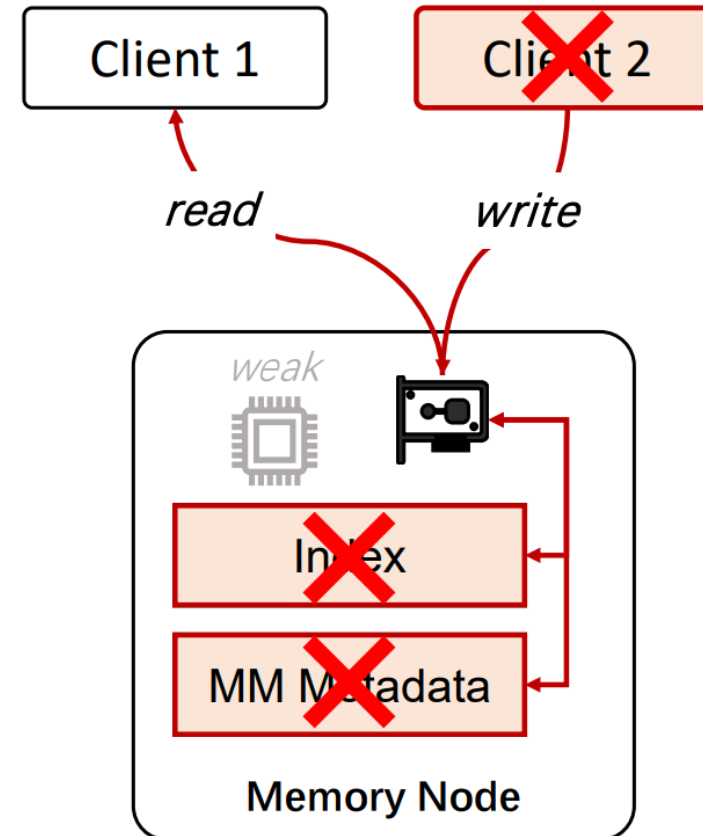 Client 1
Client 2
read
write
weak
Index
MM Metadata
Memory Node